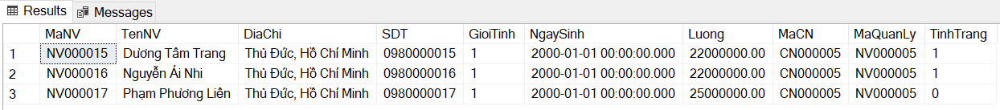 Results Messages
MaNV TenNV DiaChi SDT GioiTinh NgaySinh Luong MaCN MaQuanLy TinhTrang
1 NV000015 Dương Tâm Trang Thủ Đức, Hồ Chí Minh 0980000015 1 2000-01-01 00:00:00.000 22000000.00 CN000005 NV000005 1
2 NV000016 Nguyễn Ái Nhi Thủ Đức, Hồ Chí Minh 0980000016 1 2000-01-01 00:00:00.000 22000000.00 CN000005 NV000005 1
3 NV000017 Phạm Phương Liên Thủ Đức, Hồ Chí Minh 0980000017 1 2000-01-01 00:00:00.000 25000000.00 CN000005 NV000005 0